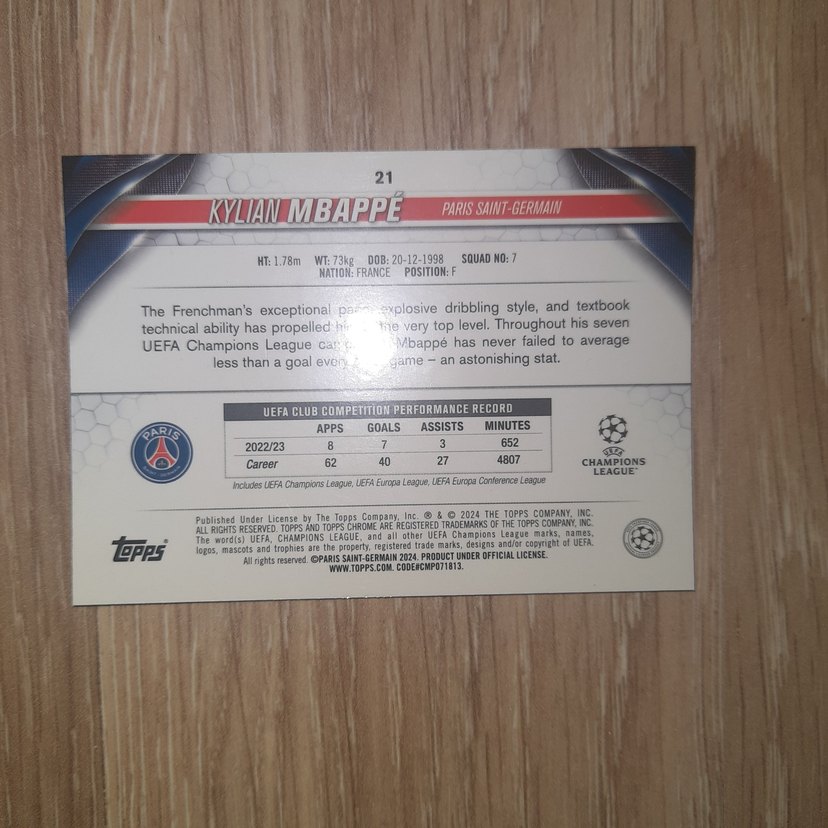 21
KYLIAN MBAPPÉ PARIS SAINT-GERMAIN
HT: 1.78m WT: 73kg DOB: 20-12-1998 SQUAD NO: 7
NATION: FRANCE POSITION: F
The Frenchman's exceptional explosive dribbling style, and textbook
technical ability has propelled the very top level. Throughout his seven
UEFA Champions League Mbappé has never failed to average
less than a goal every game – an astonishing stat.
UEFA CLUB COMPETITION PERFORMANCE RECORD
APPS GOALS ASSISTS MINUTES
2022/23 8 7 3 652
Career 62 40 27 4807
Includes UEFA Champions League, UEFA Europa League, UEFA Europa Conference League
PARIS
SAINT-GERMAIN
UEFA
CHAMPIONS
LEAGUE
topps
Published Under License by The Topps Company, Inc. ® & © 2024 THE TOPPS COMPANY, INC.
ALL RIGHTS RESERVED. TOPPS AND TOPPS CHROME ARE REGISTERED TRADEMARKS OF THE TOPPS COMPANY, INC.
The word(s) UEFA, CHAMPIONS LEAGUE, and all other UEFA Champions League marks, names,
logos, mascots and trophies are the property, registered trade marks, designs and/or copyright of UEFA.
All rights reserved. ©PARIS SAINT-GERMAIN 2024. PRODUCT UNDER OFFICIAL LICENSE.
WWW.TOPPS.COM. CODE#CMP071813.